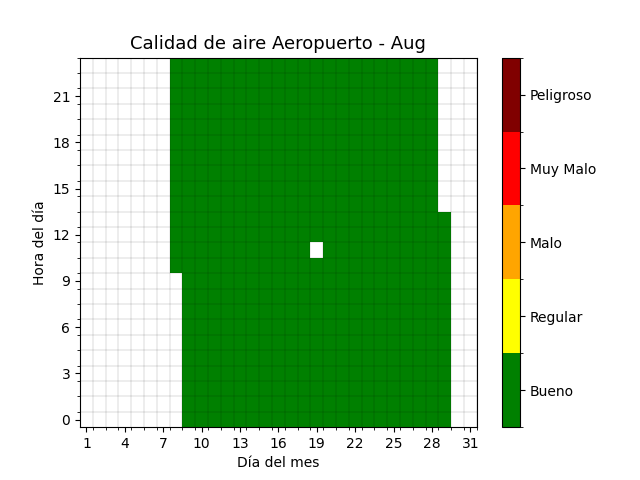 Calidad de aire Aeropuerto - Aug
Hora del día
21
18
15
12
9
6
3
0
1 4 7 10 13 16 19 22 25 28 31
Día del mes
Peligroso
Muy Malo
Malo
Regular
Bueno